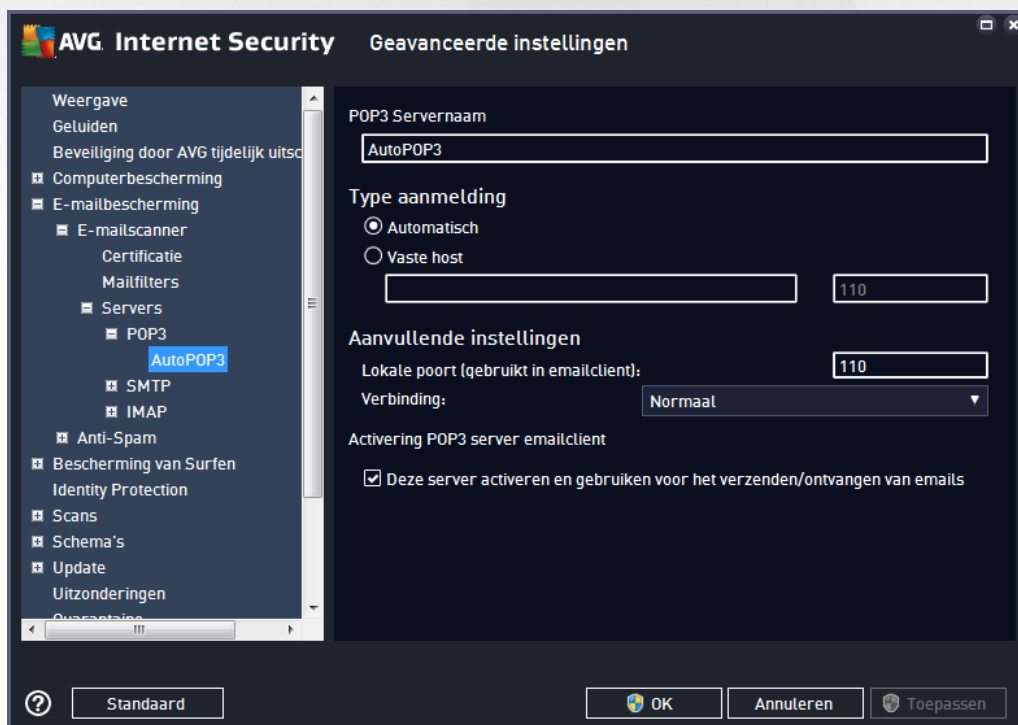 AVG. Internet Security
Geavanceerde instellingen
Weergave
Geluiden
Beveiliging door AVG tijdelijk uitsc
Computerbescherming
E-mailbescherming
E-mailscanner
Certificatie
Mailfilters
Servers
POP3
AutoPOP3
SMTP
IMAP
Anti-Spam
Bescherming van Surfen
Identity Protection
Scans
Schema's
Update
Uitzonderingen
Quarantaine
POP3 Servernaam
AutoPOP3
Type aanmelding
Automatisch
Vaste host
110
Aanvullende instellingen
Lokale poort (gebruikt in emailclient):
110
Verbinding:
Normaal
Activering POP3 server emailclient
Deze server activeren en gebruiken voor het verzenden/ontvangen van emails
Standaard
OK
Annuleren
Toepassen